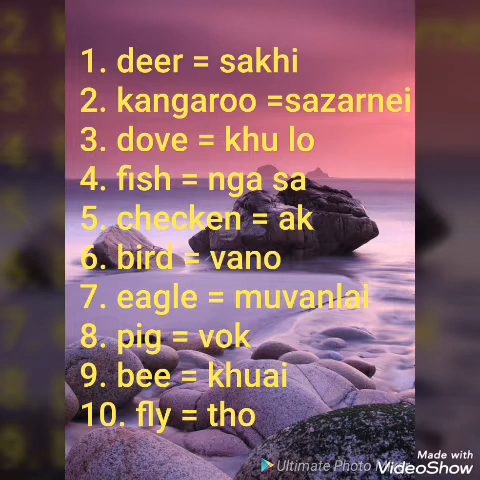 1. deer = sakhi
2. kangaroo =sazarnei
3. dove = khu lo
4. fish = nga sa
5. checken = ak
6. bird = vano
7. eagle = muvanlai
8. pig = vok
9. bee = khuai
10. fly = tho
Made with
Ultimate Photo
VideoShow